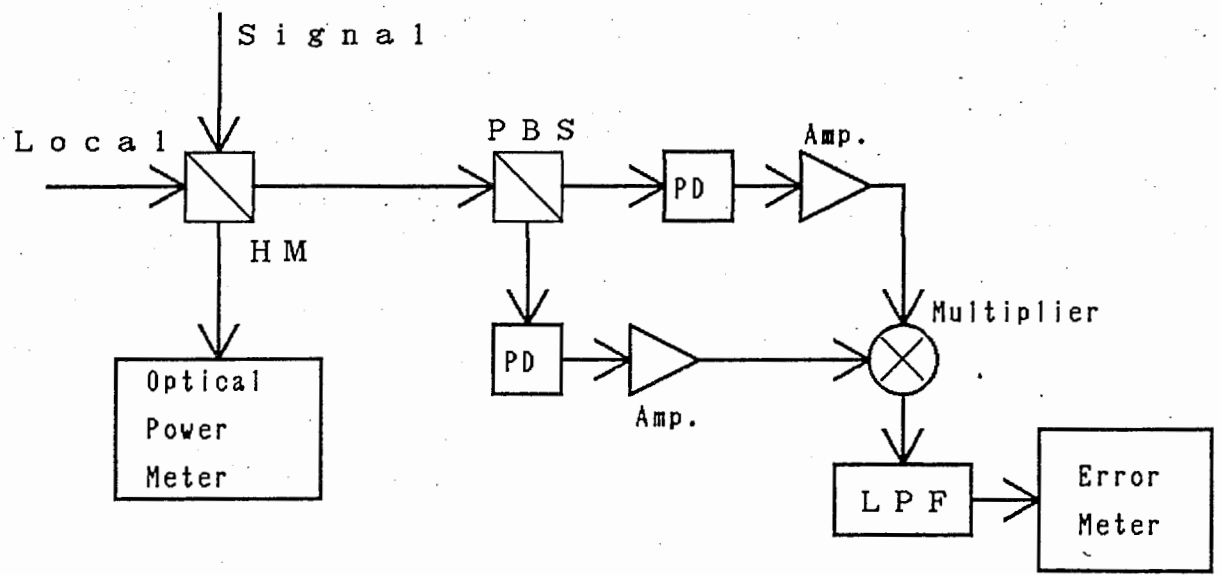 Signal
Local
PBS
Amp.
PD
HM
Multiplier
PD
Amp.
Optical
Power
Meter
LPF
Error
Meter